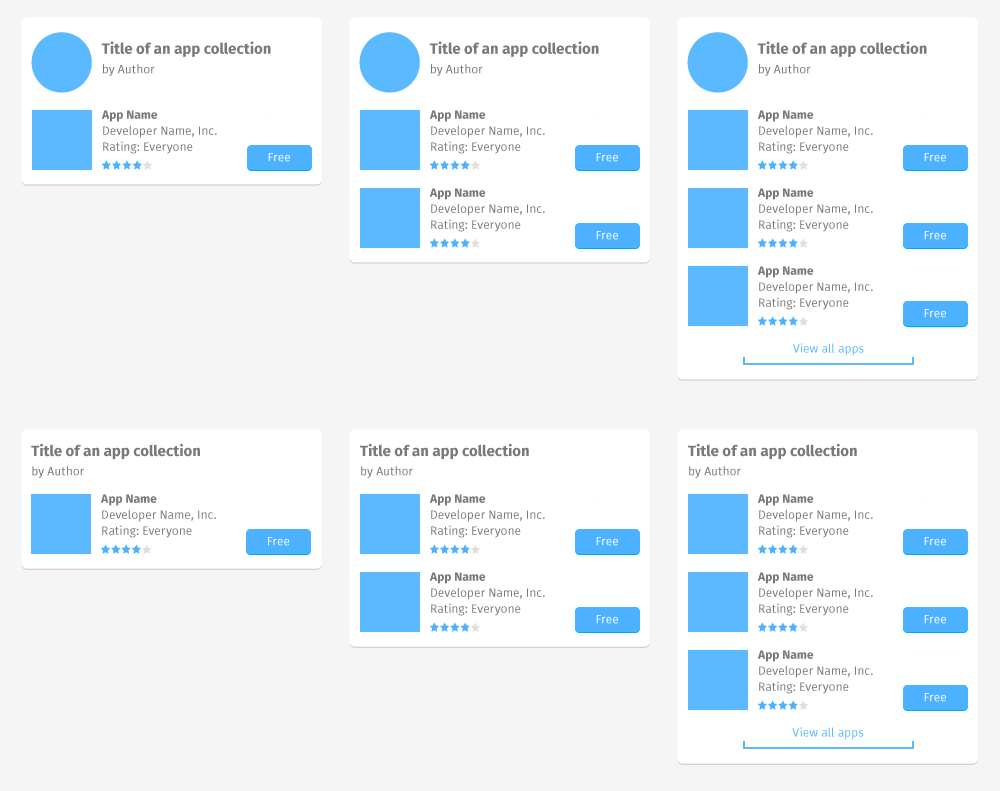 Title of an app collection
by Author
App Name
Developer Name, Inc.
Rating: Everyone
Free
Title of an app collection
by Author
App Name
Developer Name, Inc.
Rating: Everyone
Free
App Name
Developer Name, Inc.
Rating: Everyone
Free
Title of an app collection
by Author
App Name
Developer Name, Inc.
Rating: Everyone
Free
App Name
Developer Name, Inc.
Rating: Everyone
Free
App Name
Developer Name, Inc.
Rating: Everyone
Free
View all apps
Title of an app collection
by Author
App Name
Developer Name, Inc.
Rating: Everyone
Free
Title of an app collection
by Author
App Name
Developer Name, Inc.
Rating: Everyone
Free
App Name
Developer Name, Inc.
Rating: Everyone
Free
Title of an app collection
by Author
App Name
Developer Name, Inc.
Rating: Everyone
Free
App Name
Developer Name, Inc.
Rating: Everyone
Free
App Name
Developer Name, Inc.
Rating: Everyone
Free
View all apps